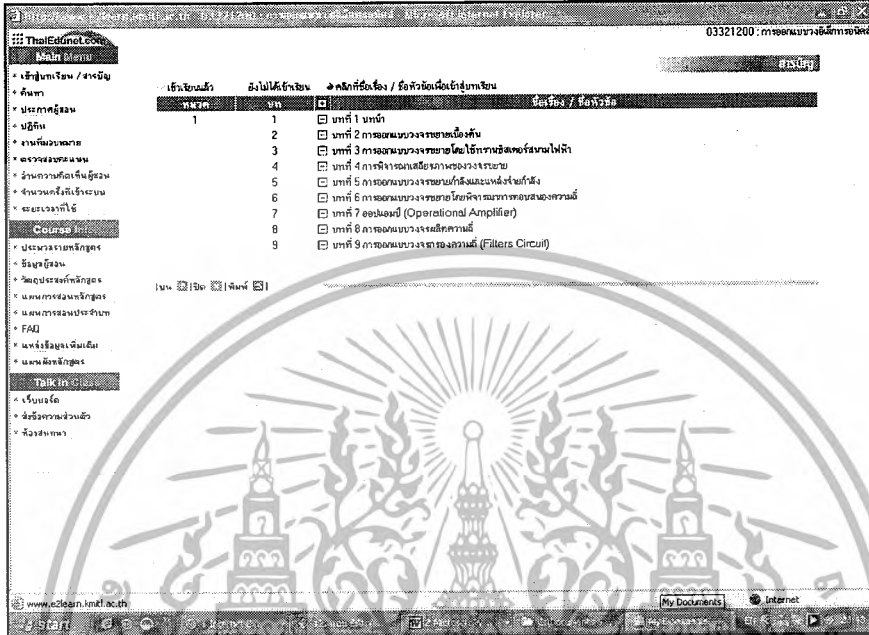 03321200 : การออกแบบวงจรอิเล็กทรอนิคส์ - Microsoft Internet Explorer
ThaiEdunet.com
03321200 : การออกแบบวงจรอิเล็กทรอนิคส์
Main Menu
สารบัญ
เข้าสู่บทเรียน / สารบัญ
ค้นหา
ประกาศผู้สอน
ปฏิทิน
งานที่มอบหมาย
ตรวจสอบคะแนน
อ่านความคิดเห็นผู้สอน
จำนวนครั้งที่เข้าระบบ
ระยะเวลาที่ใช้
Course Info
ประมวลรายหลักสูตร
ข้อมูลผู้สอน
วัตถุประสงค์หลักสูตร
แผนการสอนหลักสูตร
แผนการสอนประจำบท
FAQ
แหล่งข้อมูลเพิ่มเติม
แผนผังหลักสูตร
Talk in Class
เว็บบอร์ด
ส่งข้อความส่วนตัว
ห้องสนทนา
เข้าเรียนแล้ว ยังไม่ได้เข้าเรียน คลิกที่ชื่อเรื่อง / ชื่อหัวข้อเพื่อเข้าสู่บทเรียน
หมวด บท ชื่อเรื่อง / ชื่อหัวข้อ
1 1 บทที่ 1 บทนำ
2 บทที่ 2 การออกแบบวงจรขยายเบื้องต้น
3 บทที่ 3 การออกแบบวงจรขยายโดยใช้ทรานซิสเตอร์สนามไฟฟ้า
4 บทที่ 4 การพิจารณาเสถียรภาพของวงจรขยาย
5 บทที่ 5 การออกแบบวงจรขยายกำลังและแหล่งจ่ายกำลัง
6 บทที่ 6 การออกแบบวงจรขยายโดยพิจารณาการตอบสนองความถี่
7 บทที่ 7 ออปแอมป์ (Operational Amplifier)
8 บทที่ 8 การออกแบบวงจรผลิตความถี่
9 บทที่ 9 การออกแบบวงจรกรองความถี่ (Filters Circuit)
|บน |ปิด |พิมพ์ |
www.e2learn.kmitl.ac.th
My Documents
Internet
start